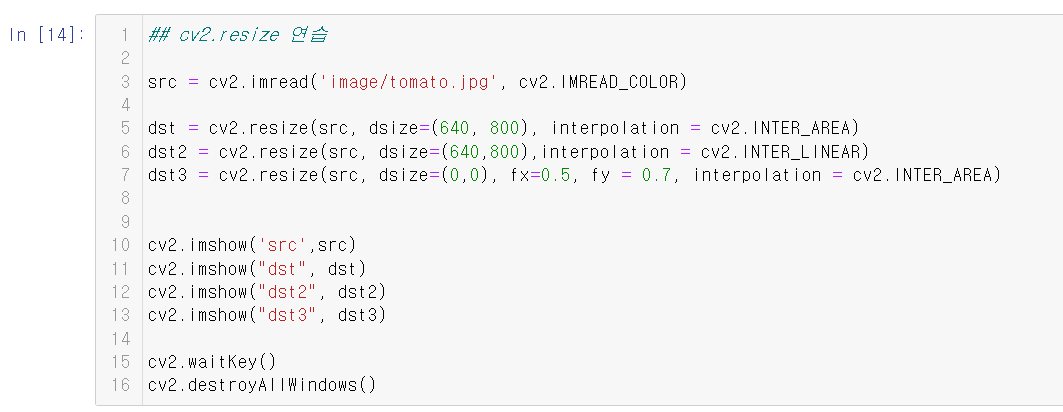 In [14]:
1 ## cv2.resize 연습
2
3 src = cv2.imread('image/tomato.jpg', cv2.IMREAD_COLOR)
4
5 dst = cv2.resize(src, dsize=(640, 800), interpolation = cv2.INTER_AREA)
6 dst2 = cv2.resize(src, dsize=(640,800),interpolation = cv2.INTER_LINEAR)
7 dst3 = cv2.resize(src, dsize=(0,0), fx=0.5, fy = 0.7, interpolation = cv2.INTER_AREA)
8
9
10 cv2.imshow('src',src)
11 cv2.imshow("dst", dst)
12 cv2.imshow("dst2", dst2)
13 cv2.imshow("dst3", dst3)
14
15 cv2.waitKey()
16 cv2.destroyAllWindows()